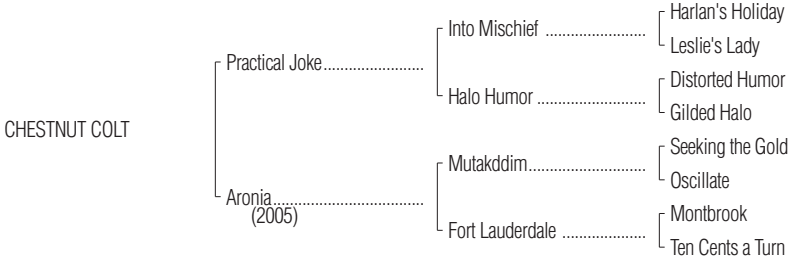 Harlan's Holiday
Into Mischief ........................
Leslie's Lady
Practical Joke........................
Distorted Humor
Halo Humor ..........................
Gilded Halo
CHESTNUT COLT
Seeking the Gold
Mutakddim............................
Oscillate
Aronia....................................
(2005)
Montbrook
Fort Lauderdale ....................
Ten Cents a Turn